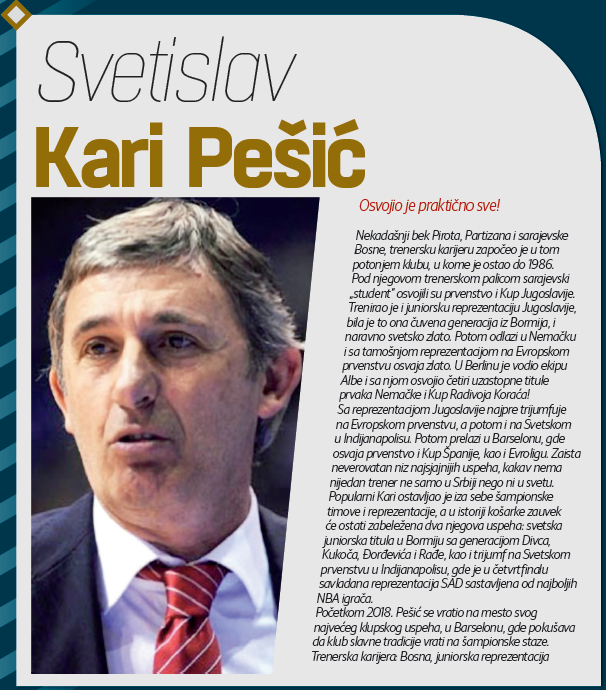 Svetislav
Kari Pešić
Osvojio je praktično sve!
Nekadašnji bek Pirota, Partizana i sarajevske
Bosne, trenersku karijeru započeo je u tom
potonjem klubu, u kome je ostao do 1986.
Pod njegovom trenerskom palicom sarajevski
„student” osvojili su prvenstvo i Kup Jugoslavije.
Trenirao je i juniorsku reprezentaciju Jugoslavije,
bila je to ona čuvena generacija iz Bormija, i
naravno svetsko zlato. Potom odlazi u Nemačku
i sa tamošnjom reprezentacijom na Evropskom
prvenstvu osvaja zlato. U Berlinu je vodio ekipu
Albe i sa njom osvojio četiri uzastopne titule
prvaka Nemačke i Kup Radivoja Koraća!
Sa reprezentacijom Jugoslavije najpre trijumfuje
na Evropskom prvenstvu, a potom i na Svetskom
u Indijanapolisu. Potom prelazi u Barselonu, gde
osvaja prvenstvo i Kup Španije, kao i Evroligu. Zaista
neverovatan niz najsjajnijih uspeha, kakav nema
nijedan trener ne samo u Srbiji nego ni u svetu.
Popularni Kari ostavljao je iza sebe šampionske
timove i reprezentacije, a u istoriji košarke zauvek
će ostati zabeležena dva njegova uspeha: svetska
juniorska titula u Bormiju sa generacijom Divca,
Kukoča, Đorđevića i Rađe, kao i trijumf na Svetskom
prvenstvu u Indijanapolisu, gde je u četvrtfinalu
savladana reprezentacija SAD sastavljena od najboljih
NBA igrača.
Početkom 2018. Pešić se vratio na mesto svog
najvećeg klupskog uspeha, u Barselonu, gde pokušava
da klub slavne tradicije vrati na šampionske staze.
Trenerska karijera: Bosna, juniorska reprezentacija